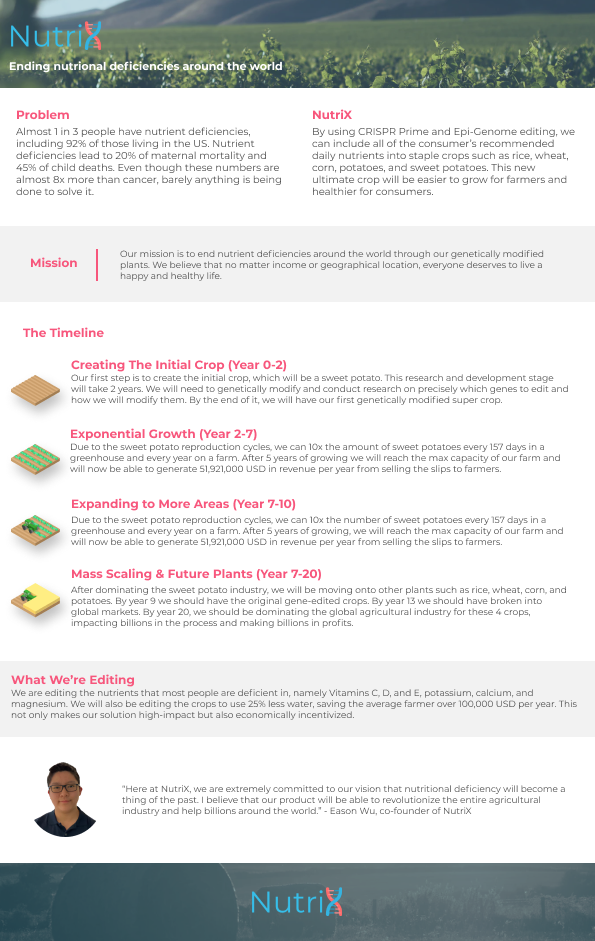 NutriX
Ending nutrional deficiencies around the world
Problem
Almost 1 in 3 people have nutrient deficiencies,
including 92% of those living in the US. Nutrient
deficiencies lead to 20% of maternal mortality and
45% of child deaths. Even though these numbers are
almost 8x more than cancer, barely anything is being
done to solve it.
NutriX
By using CRISPR Prime and Epi-Genome editing, we
can include all of the consumer's recommended
daily nutrients into staple crops such as rice, wheat,
corn, potatoes, and sweet potatoes. This new
ultimate crop will be easier to grow for farmers and
healthier for consumers.
Mission
Our mission is to end nutrient deficiencies around the world through our genetically modified
plants. We believe that no matter income or geographical location, everyone deserves to live a
happy and healthy life.
The Timeline
Creating The Initial Crop (Year 0-2)
Our first step is to create the initial crop, which will be a sweet potato. This research and development stage
will take 2 years. We will need to genetically modify and conduct research on precisely which genes to edit and
how we will modify them. By the end of it, we will have our first genetically modified super crop.
Exponential Growth (Year 2-7)
Due to the sweet potato reproduction cycles, we can 10x the amount of sweet potatoes every 157 days in a
greenhouse and every year on a farm. After 5 years of growing we will reach the max capacity of our farm and
will now be able to generate 51,921,000 USD in revenue per year from selling the slips to farmers.
Expanding to More Areas (Year 7-10)
Due to the sweet potato reproduction cycles, we can 10x the number of sweet potatoes every 157 days in a
greenhouse and every year on a farm. After 5 years of growing, we will reach the max capacity of our farm and
will now be able to generate 51,921,000 USD in revenue per year from selling the slips to farmers.
Mass Scaling & Future Plants (Year 7-20)
After dominating the sweet potato industry, we will be moving onto other plants such as rice, wheat, corn, and
potatoes. By year 9 we should have the original gene-edited crops. By year 13 we should have broken into
global markets. By year 20, we should be dominating the global agricultural industry for these 4 crops,
impacting billions in the process and making billions in profits.
What We're Editing
We are editing the nutrients that most people are deficient in, namely Vitamins C, D, and E, potassium, calcium, and
magnesium. We will also be editing the crops to use 25% less water, saving the average farmer over 100,000 USD per year. This
not only makes our solution high-impact but also economically incentivized.
"Here at NutriX, we are extremely committed to our vision that nutritional deficiency will become a
thing of the past. I believe that our product will be able to revolutionize the entire agricultural
industry and help billions around the world." - Eason Wu, co-founder of NutriX
NutriX